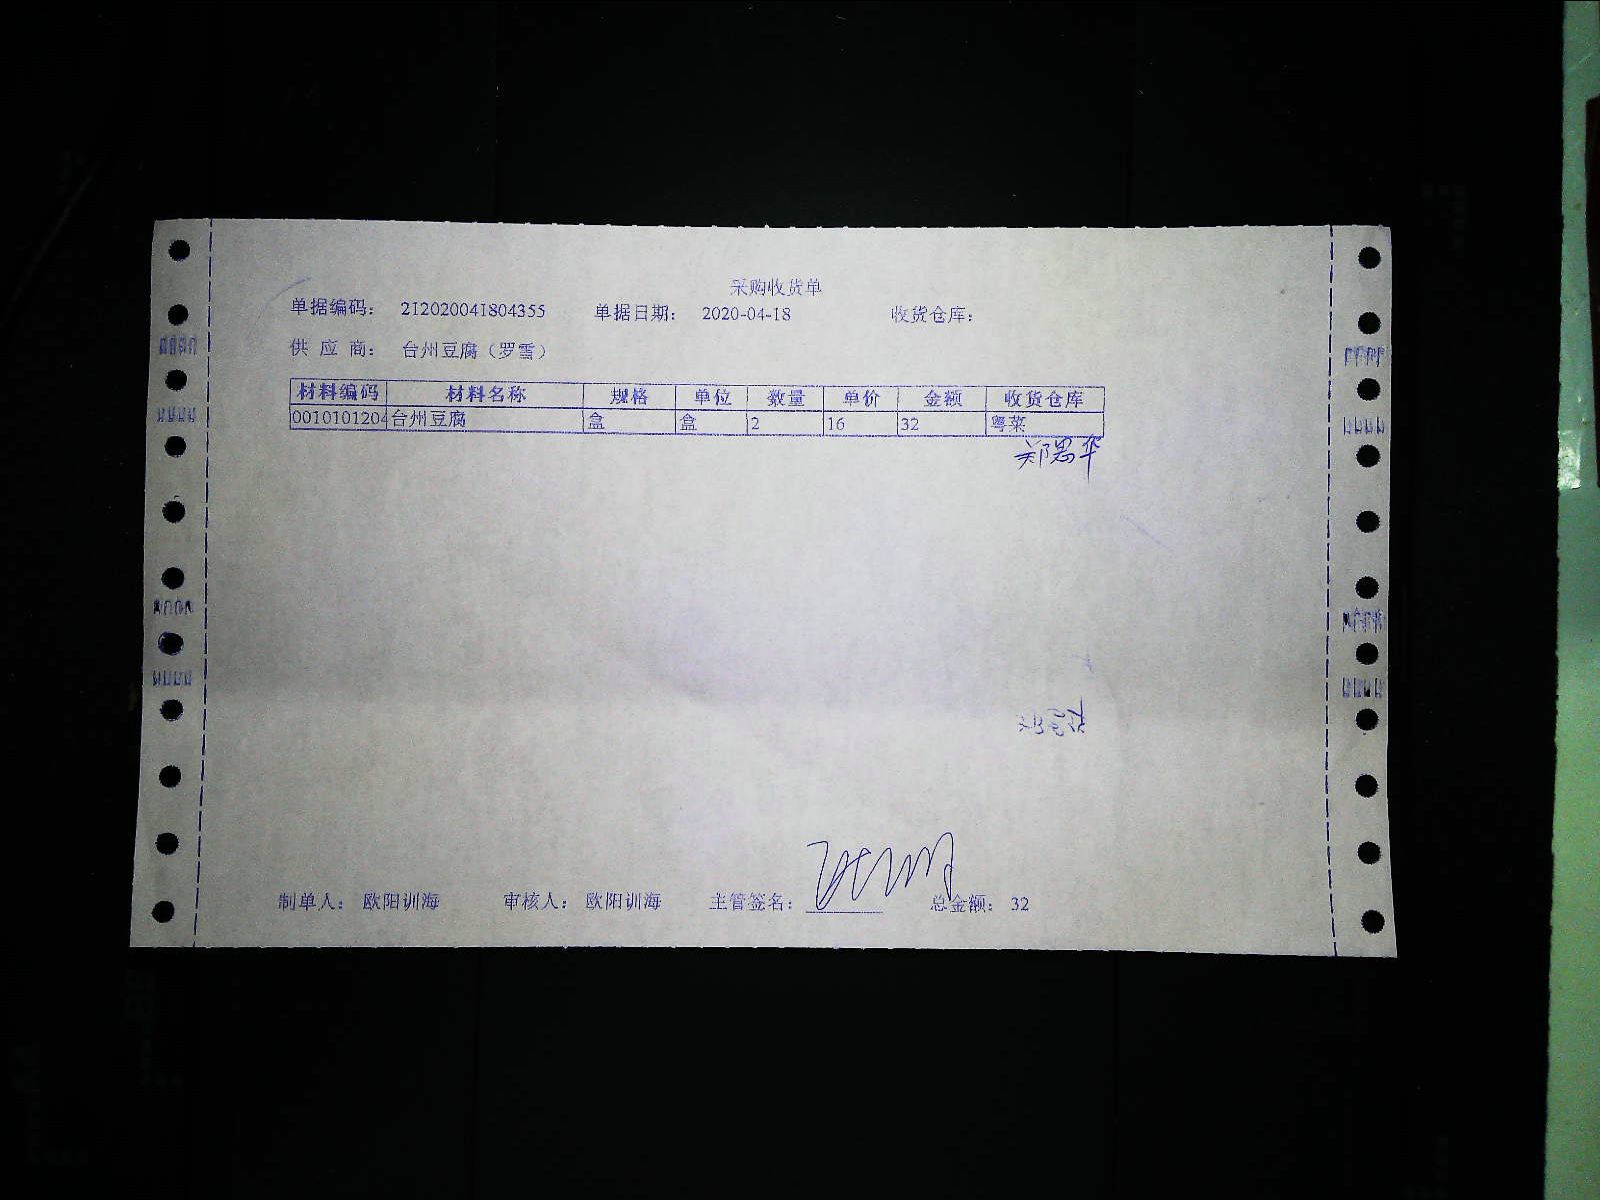 采购收货单
单据编码: 212020041804355 单据日期: 2020-04-18 收货仓库:
供 应 商: 台州豆腐（罗雪）
材料编码 材料名称 规格 单位 数量 单价 金额 收货仓库
0010101204 台州豆腐 盒 盒 2 16 32 粤菜
郑恩华
制单人: 欧阳训海 审核人: 欧阳训海 主管签名: 总金额: 32